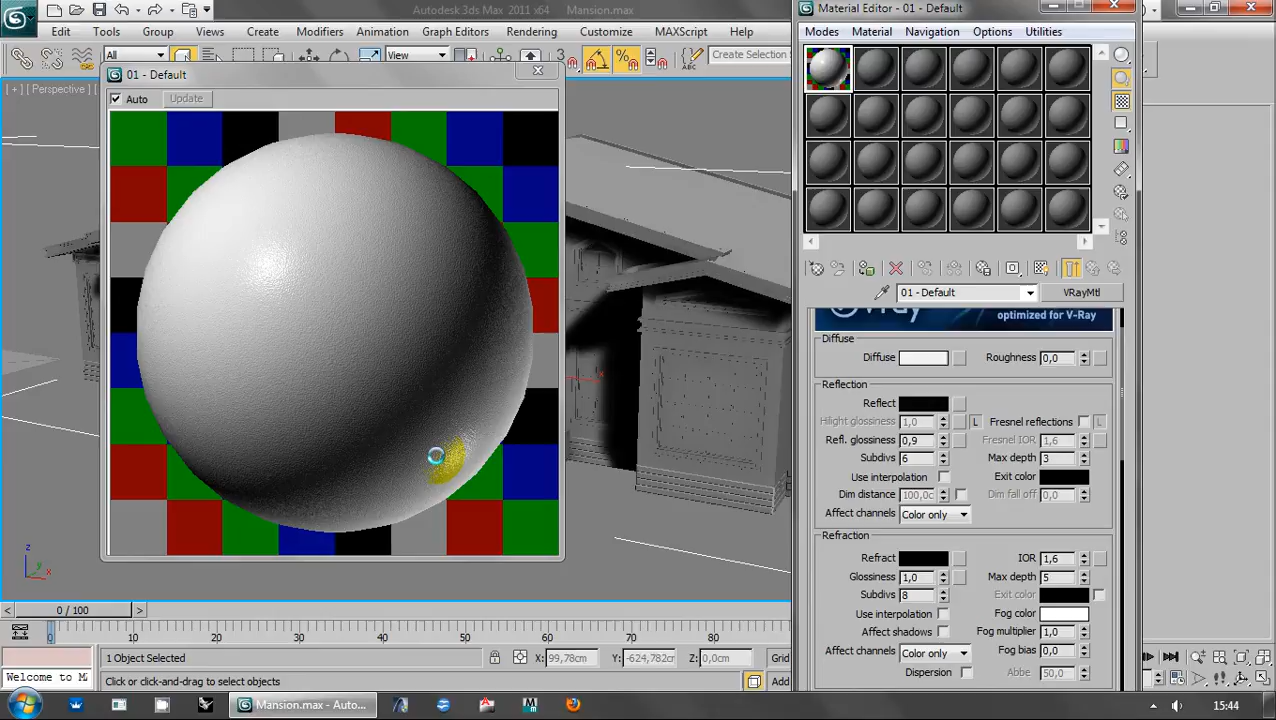 Autodesk 3ds Max 2011 x64 Mansion.max
Material Editor - 01 - Default
Edit Tools Group Views Create Modifiers Animation Graph Editors Rendering Customize MAXScript Help
Modes Material Navigation Options Utilities
All
View
3
Create Selection S
01 - Default
[ + ] [ Perspective ]
Auto Update
01 - Default VRayMtl
optimized for V-Ray
Diffuse
Diffuse Roughness 0,0
Reflection
Reflect
Hilight glossiness 1,0 L Fresnel reflections L
Refl. glossiness 0,9 Fresnel IOR 1,6
Subdivs 6 Max depth 3
Use interpolation Exit color
Dim distance 100,0c Dim fall off 0,0
Affect channels Color only
Refraction
Refract IOR 1,6
Glossiness 1,0 Max depth 5
Subdivs 8 Exit color
Use interpolation Fog color
Affect shadows Fog multiplier 1,0
Affect channels Color only Fog bias 0,0
Dispersion Abbe 50,0
z
y
x
x
0 / 100
0 10 20 30 40 50 60 70 80
1 Object Selected X: 99,78cm Y: -624,782cm Z: 0,0cm Grid
Welcome to M Click or click-and-drag to select objects Add
Mansion.max - Auto... 15:44